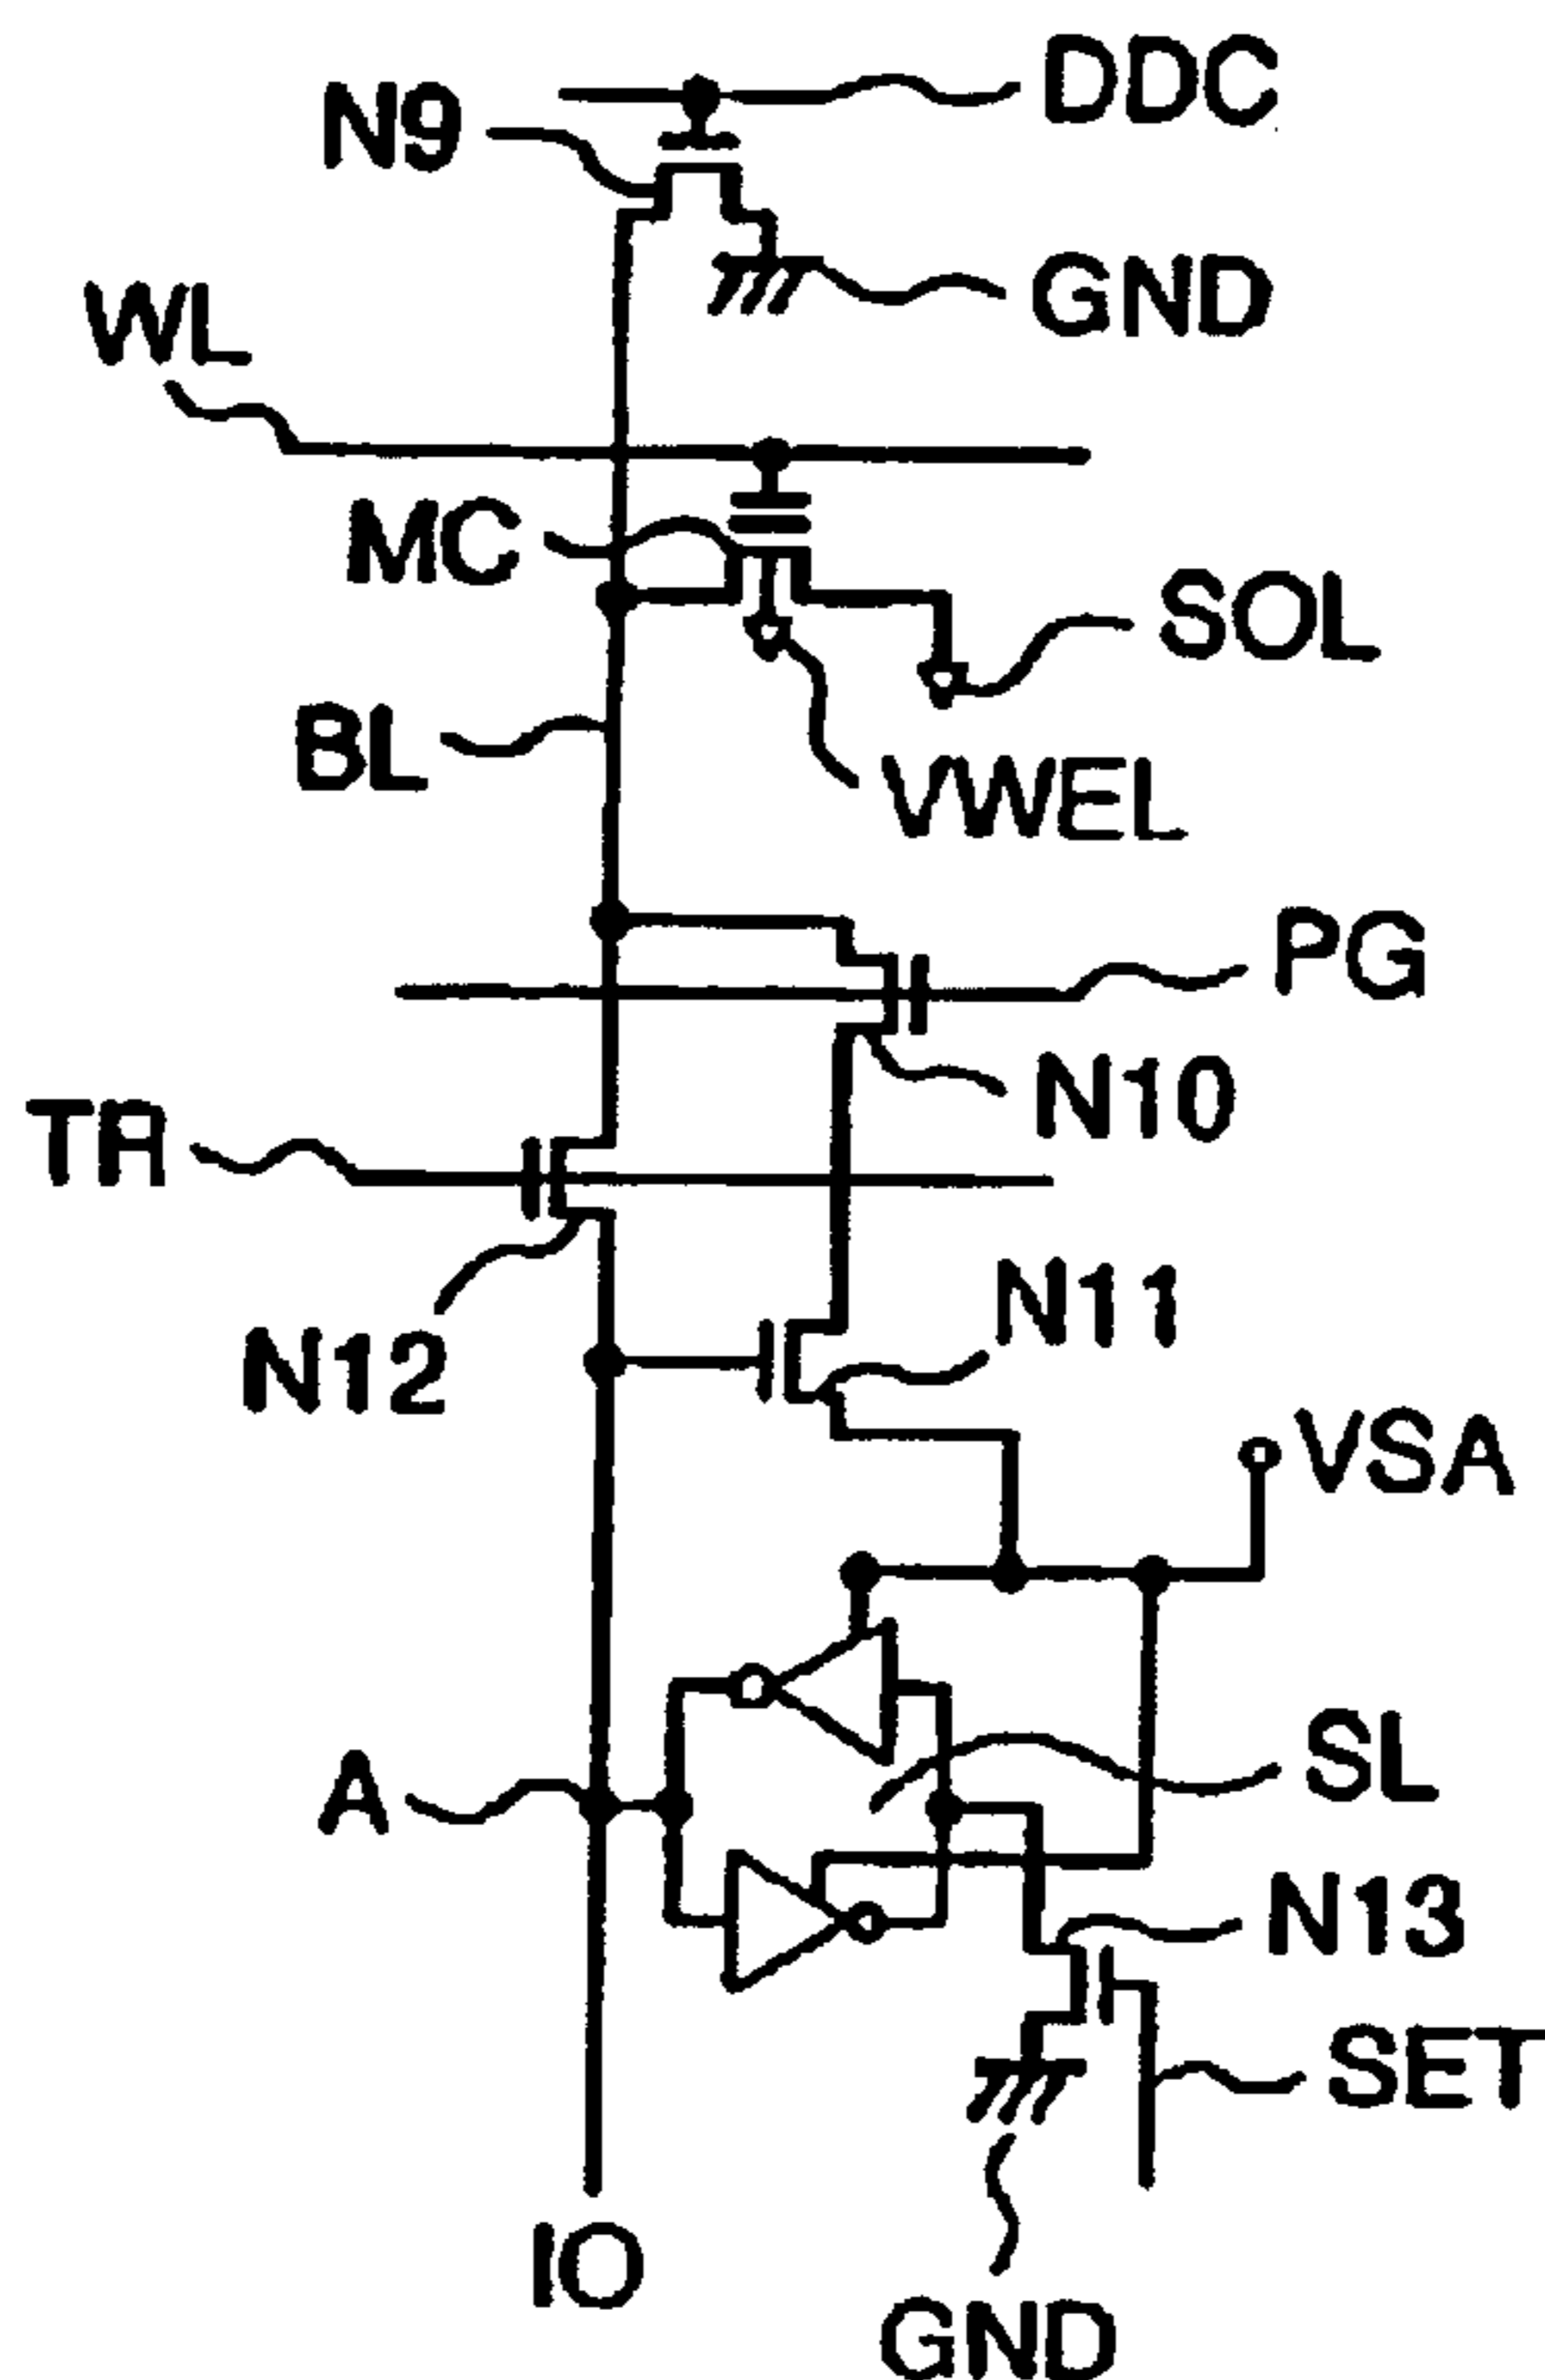 DDC
N9
GND
WL
MC
SOL
BL
VWEL
PG
N10
TR
N11
N12
VSA
SL
A
N13
SET
IO
GND